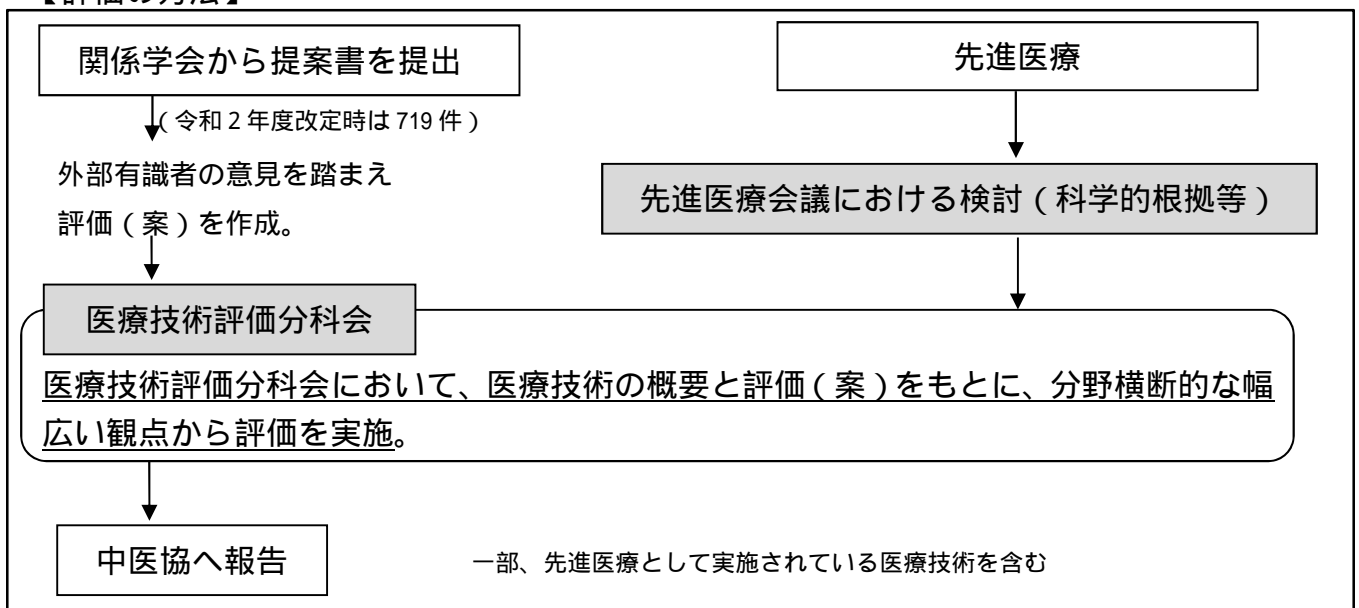 【評価の方法】
関係学会から提案書を提出
(令和2年度改定時は 719 件)
外部有識者の意見を踏まえ
評価(案)を作成。
先進医療
先進医療会議における検討(科学的根拠等)
医療技術評価分科会
医療技術評価分科会において、医療技術の概要と評価(案)をもとに、分野横断的な幅
広い観点から評価を実施。
中医協へ報告
一部、先進医療として実施されている医療技術を含む